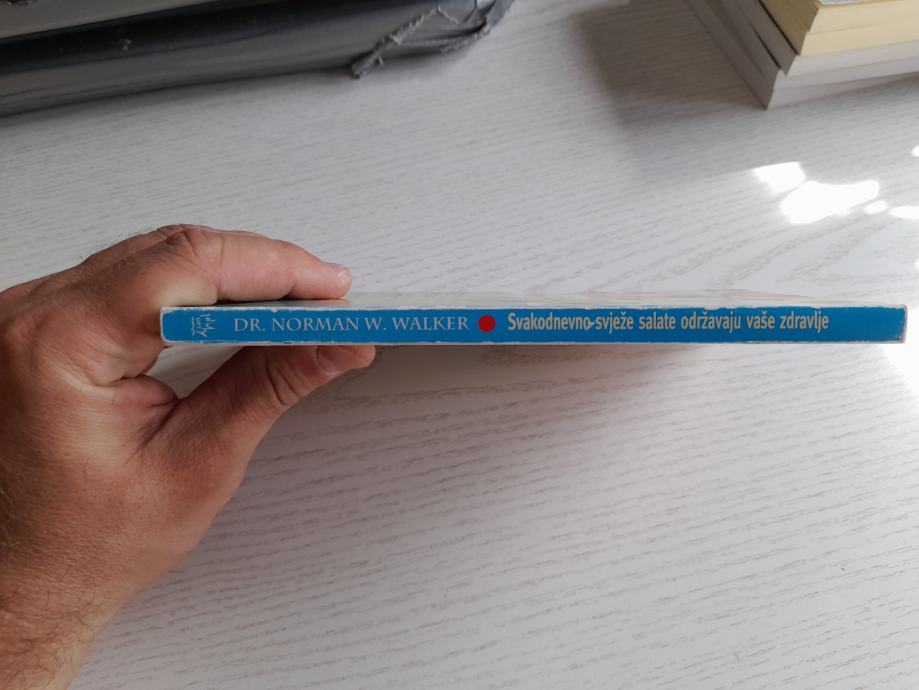 DR. NORMAN W. WALKER ● Svakodnevno-svježe salate održavaju vaše zdravlje